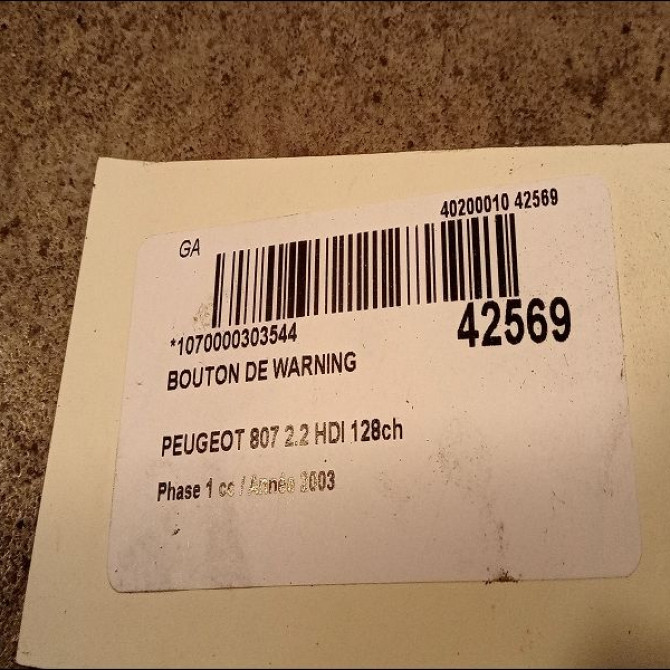 40200010 42569
GA
*1070000303544
42569
BOUTON DE WARNING
PEUGEOT 807 2.2 HDI 128ch
Phase 1 cc / Année 2003